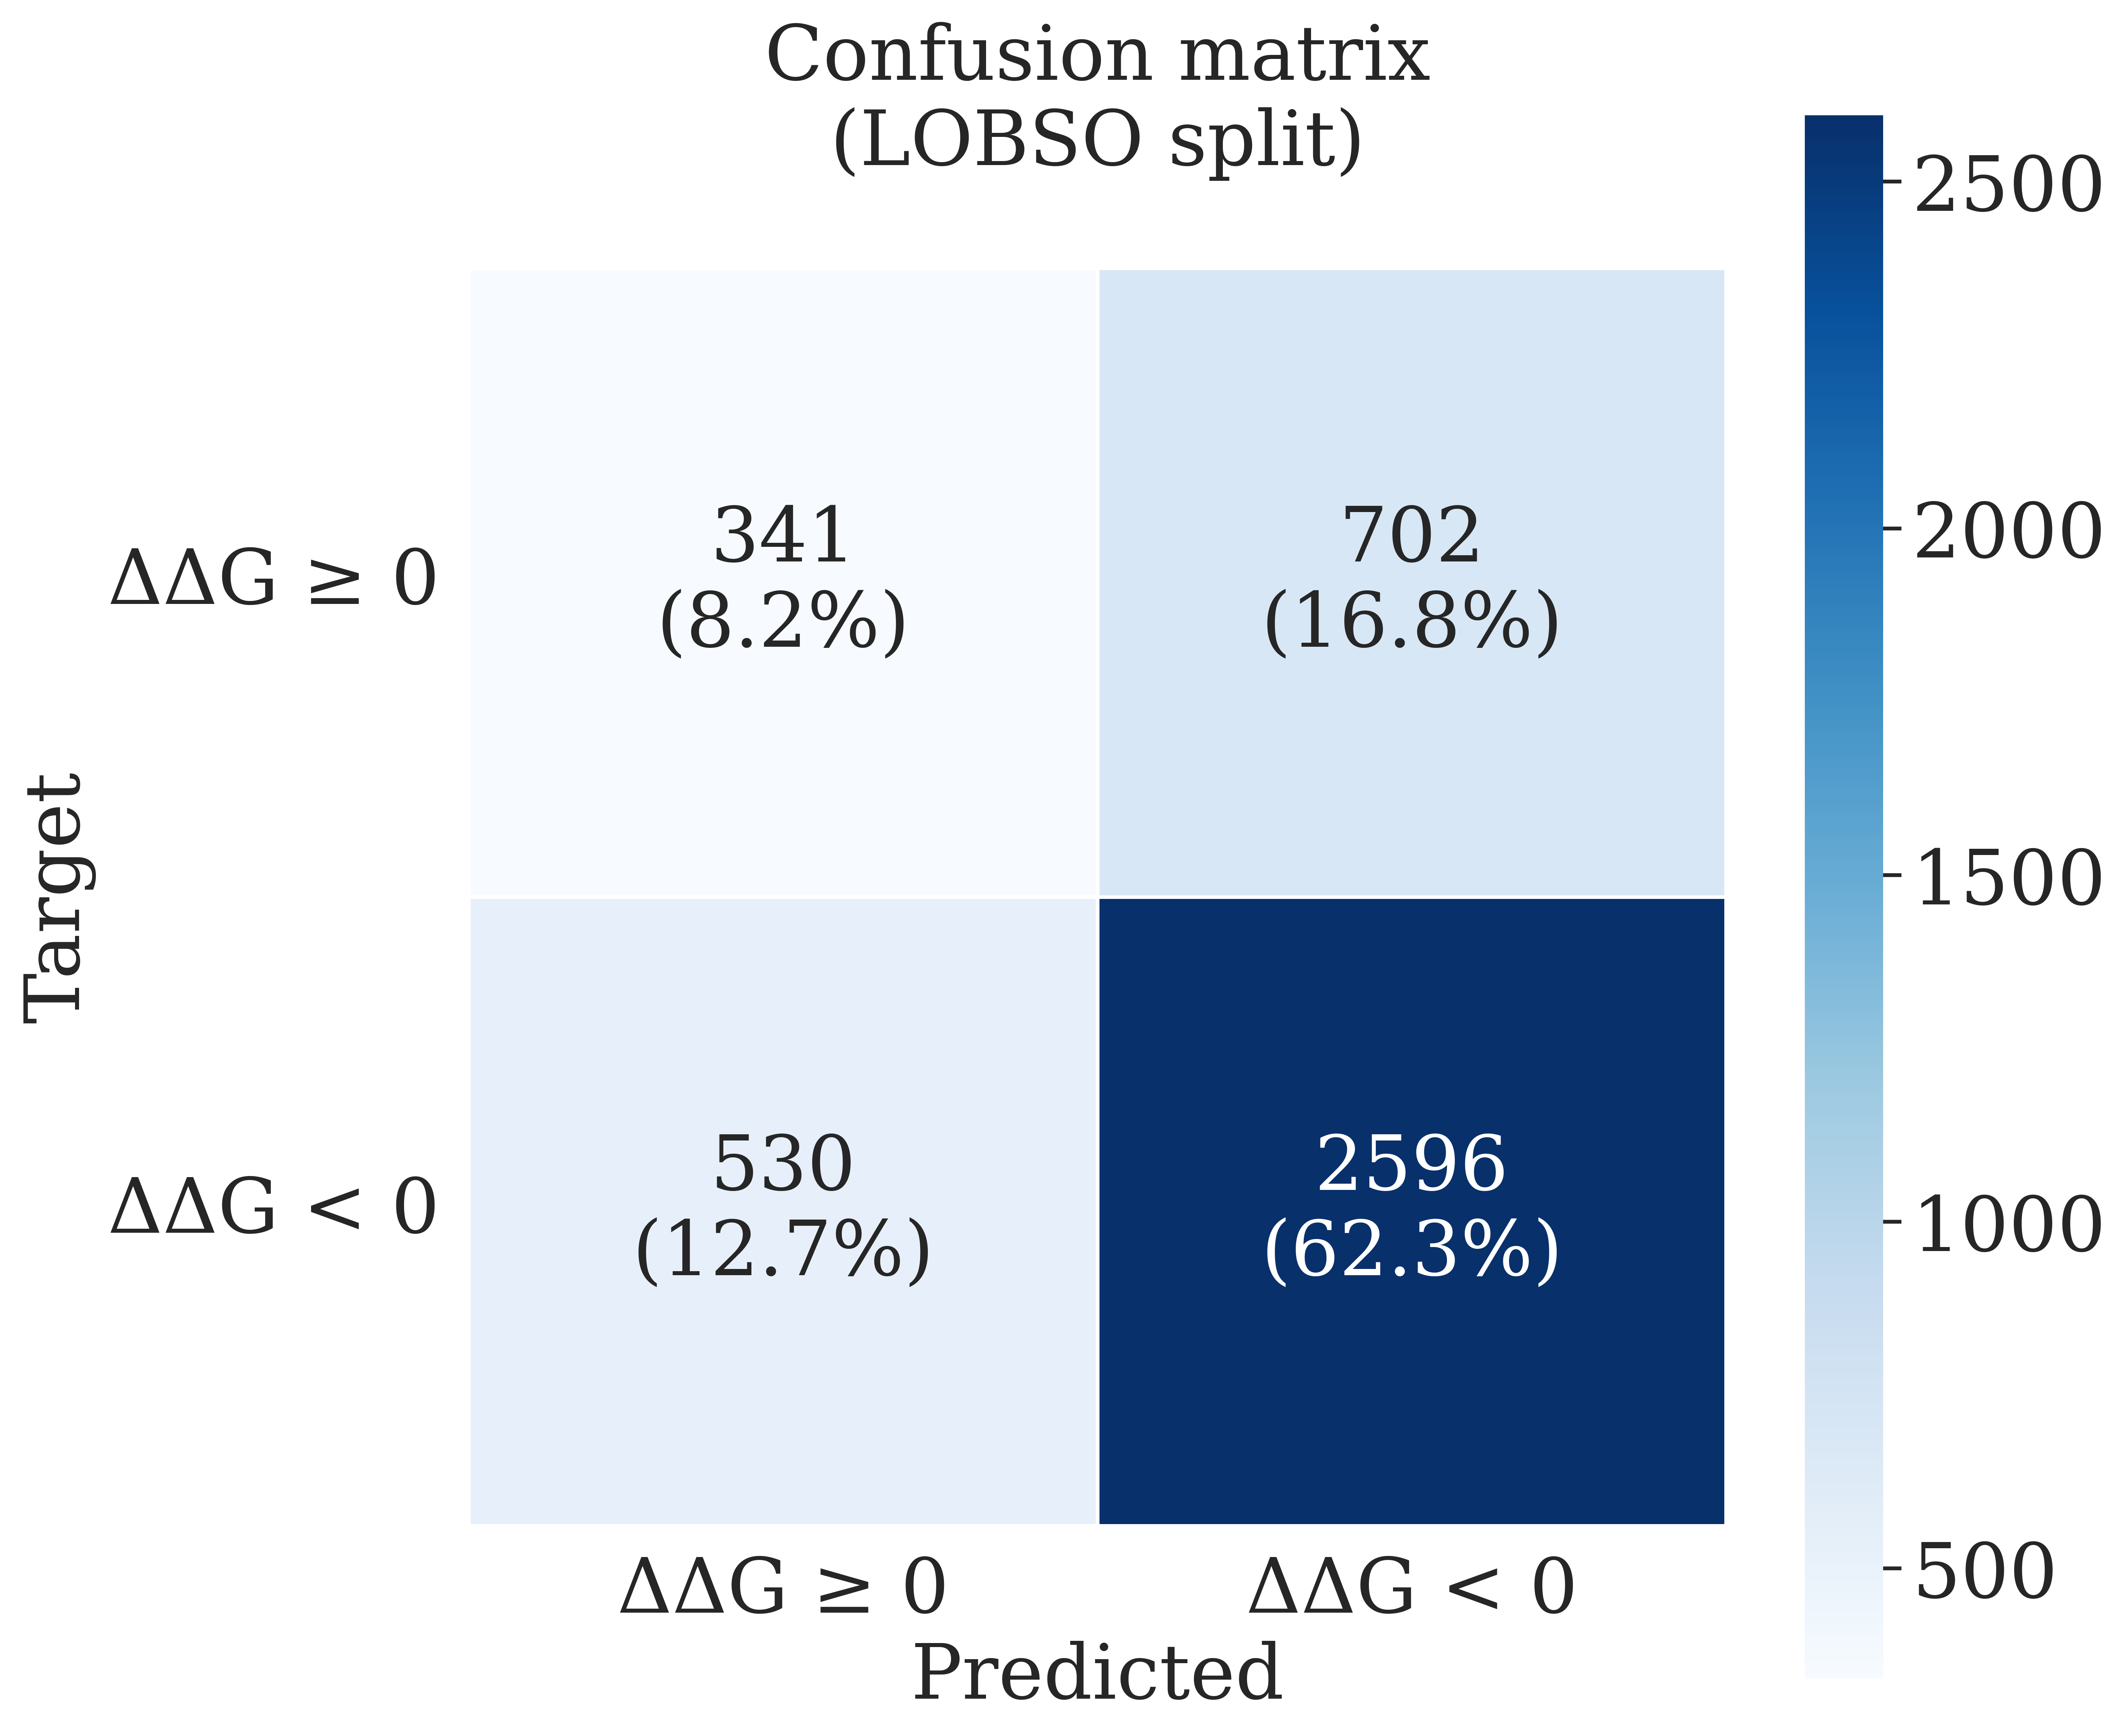 Confusion matrix
(LOBSO split)
2500
2000
1500
1000
500
Target
ΔΔG ≥ 0
341
(8.2%)
702
(16.8%)
ΔΔG < 0
530
(12.7%)
2596
(62.3%)
ΔΔG ≥ 0
ΔΔG < 0
Predicted